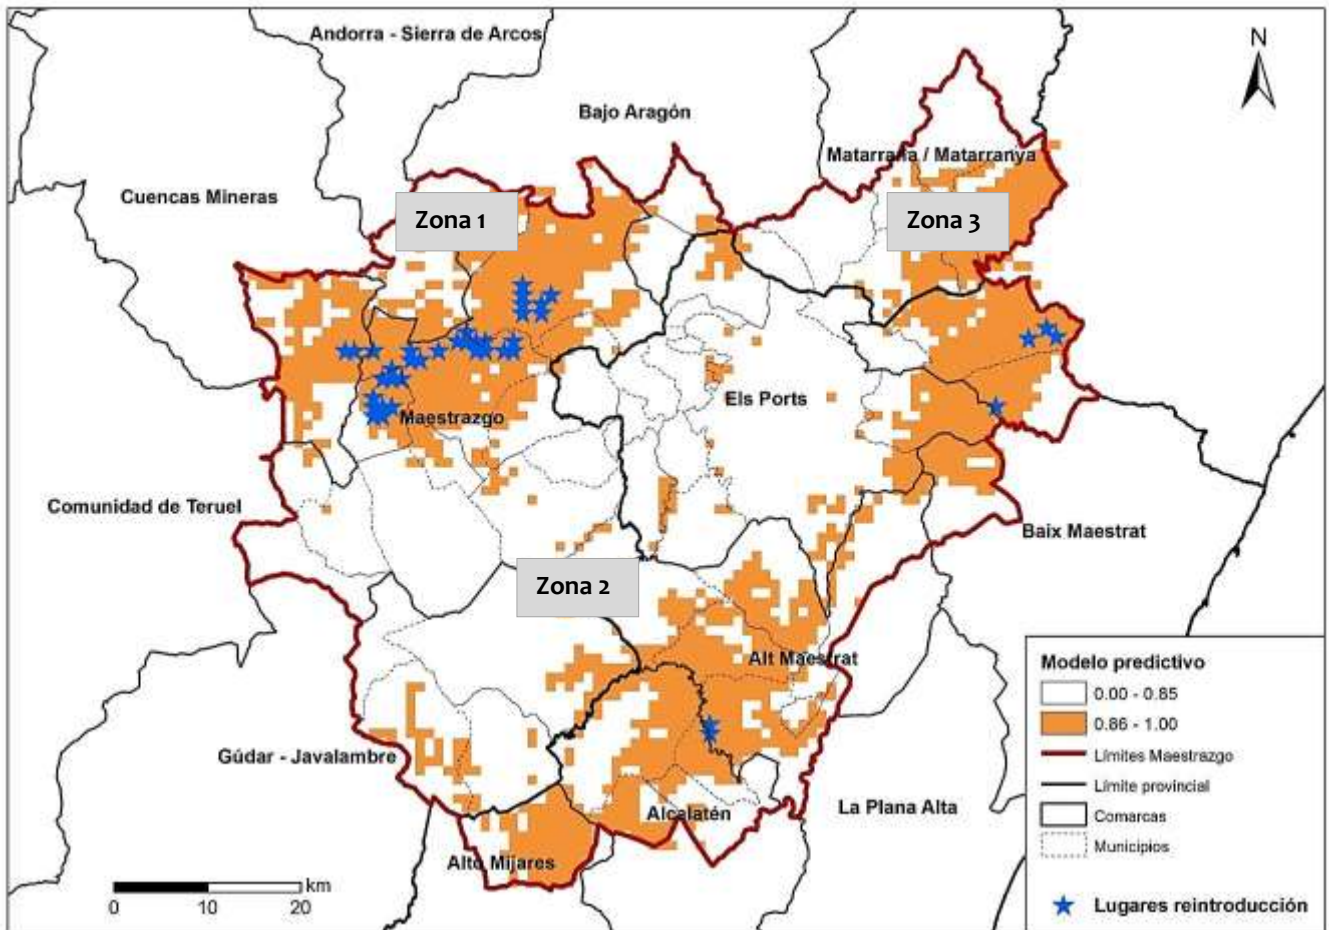 Andorra - Sierra de Arcos
N
Bajo Aragón
Matarraña / Matarranya
Cuencas Mineras
Zona 1
Zona 3
Els Ports
Maestrazgo
Comunidad de Teruel
Baix Maestrat
Zona 2
Alt Maestrat
Gúdar - Javalambre
Alcalatén
La Plana Alta
Alto Mijares
km
0 10 20
Modelo predictivo
0.00 - 0.85
0.86 - 1.00
Límites Maestrazgo
Límite provincial
Comarcas
Municipios
Lugares reintroducción